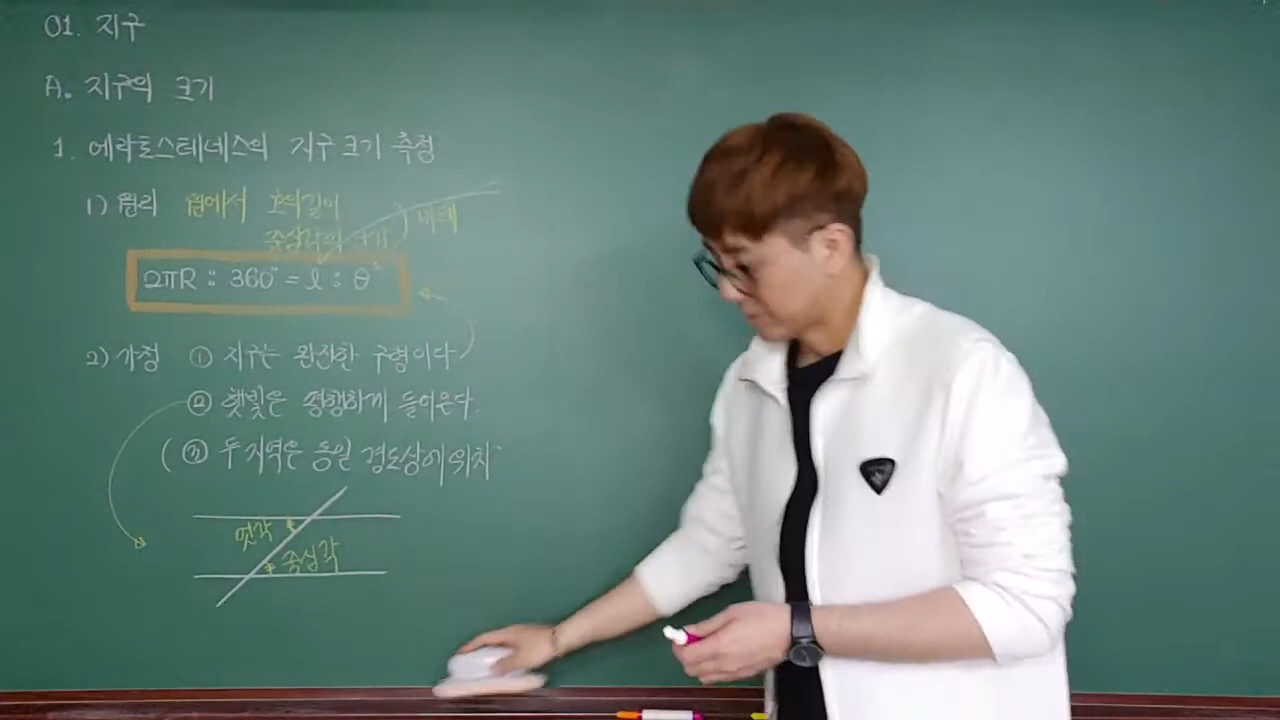 01. 지구
A. 지구의 크기
1. 에라토스테네스의 지구 크기 측정
1) 원리 원에서 호의길이
중심각의 크기 ) 비례
2πR : 360° = l : θ°
2) 가정 ① 지구는 완전한 구형이다
② 햇빛은 평행하게 들어온다.
( ③ 두 지역은 동일 경도상에 위치
엇각
중심각